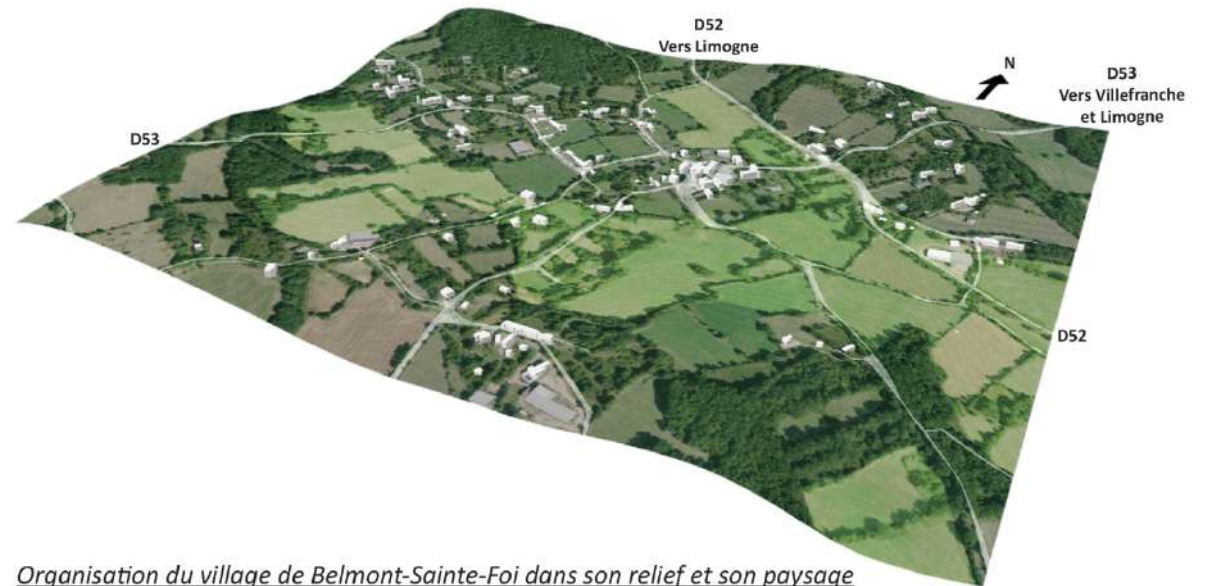 D52
Vers Limogne
N
D53
Vers Villefranche
et Limogne
D53
D52
Organisation du village de Belmont-Sainte-Foi dans son relief et son paysage